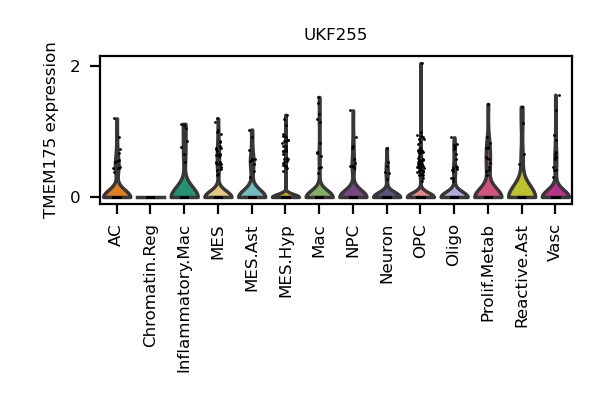 UKF255
TMEM175 expression
2
0
AC
Chromatin.Reg
Inflammatory.Mac
MES
MES.Ast
MES.Hyp
Mac
NPC
Neuron
OPC
Oligo
Prolif.Metab
Reactive.Ast
Vasc